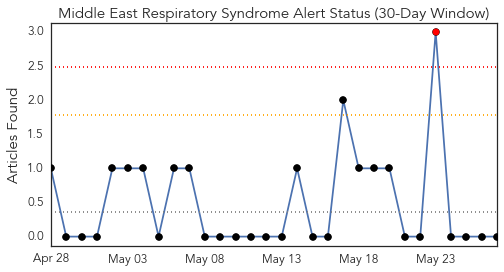 Middle East Respiratory Syndrome Alert Status (30-Day Window)
Articles Found
3.0
2.5
2.0
1.5
1.0
0.5
0.0
Apr 28 May 03 May 08 May 13 May 18 May 23